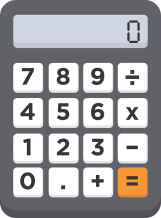 0
7 8 9 ÷
4 5 6 x
1 2 3 −
0 . + =